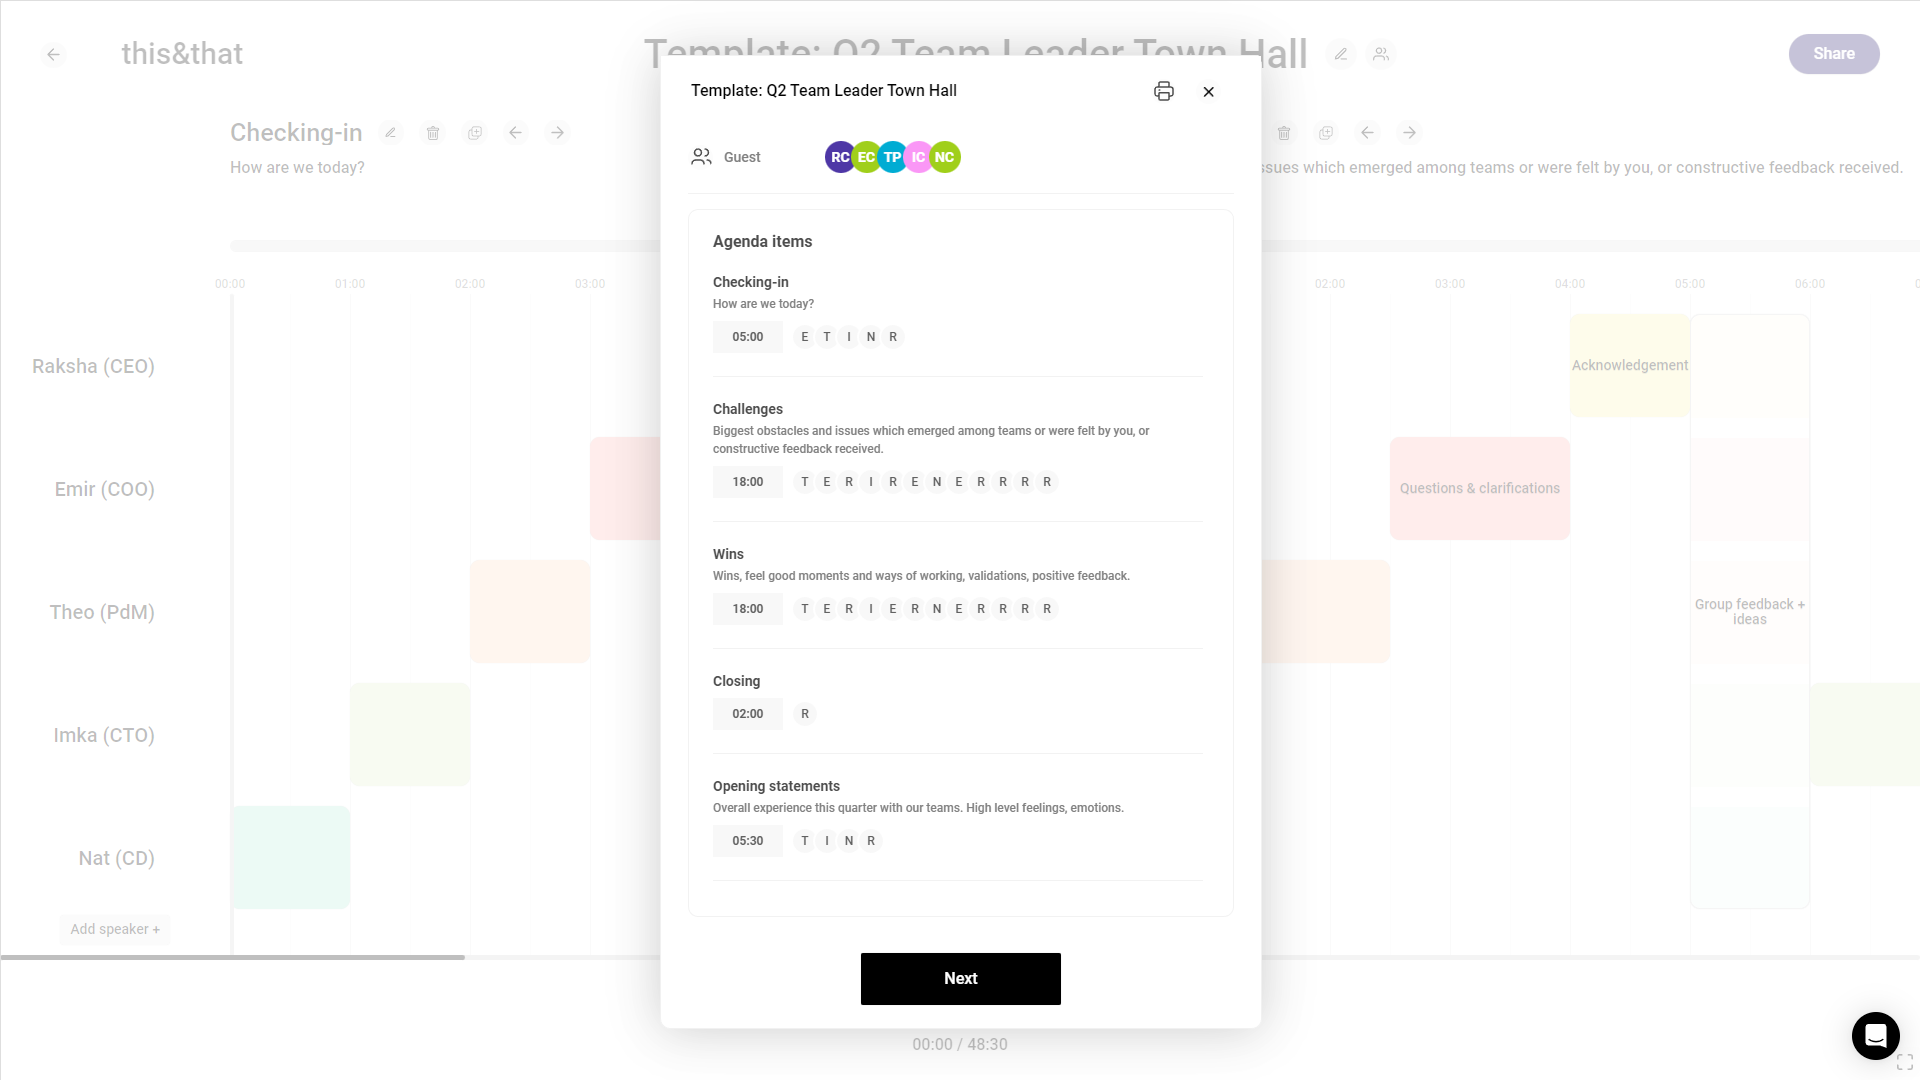 this&that
Template: Q2 Team Leader Town Hall
Share
Checking-in
How are we today?
ssues which emerged among teams or were felt by you, or constructive feedback received.
00:00
01:00
02:00
03:00
02:00
03:00
04:00
05:00
06:00
Raksha (CEO)
Emir (COO)
Theo (PdM)
Imka (CTO)
Nat (CD)
Add speaker +
Acknowledgement
Questions & clarifications
Group feedback +
ideas
Template: Q2 Team Leader Town Hall
Guest
RC EC TP IC NC
Agenda items
Checking-in
How are we today?
05:00 E T I N R
Challenges
Biggest obstacles and issues which emerged among teams or were felt by you, or
constructive feedback received.
18:00 T E R I R E N E R R R R
Wins
Wins, feel good moments and ways of working, validations, positive feedback.
18:00 T E R I E R N E R R R R
Closing
02:00 R
Opening statements
Overall experience this quarter with our teams. High level feelings, emotions.
05:30 T I N R
Next
00:00 / 48:30